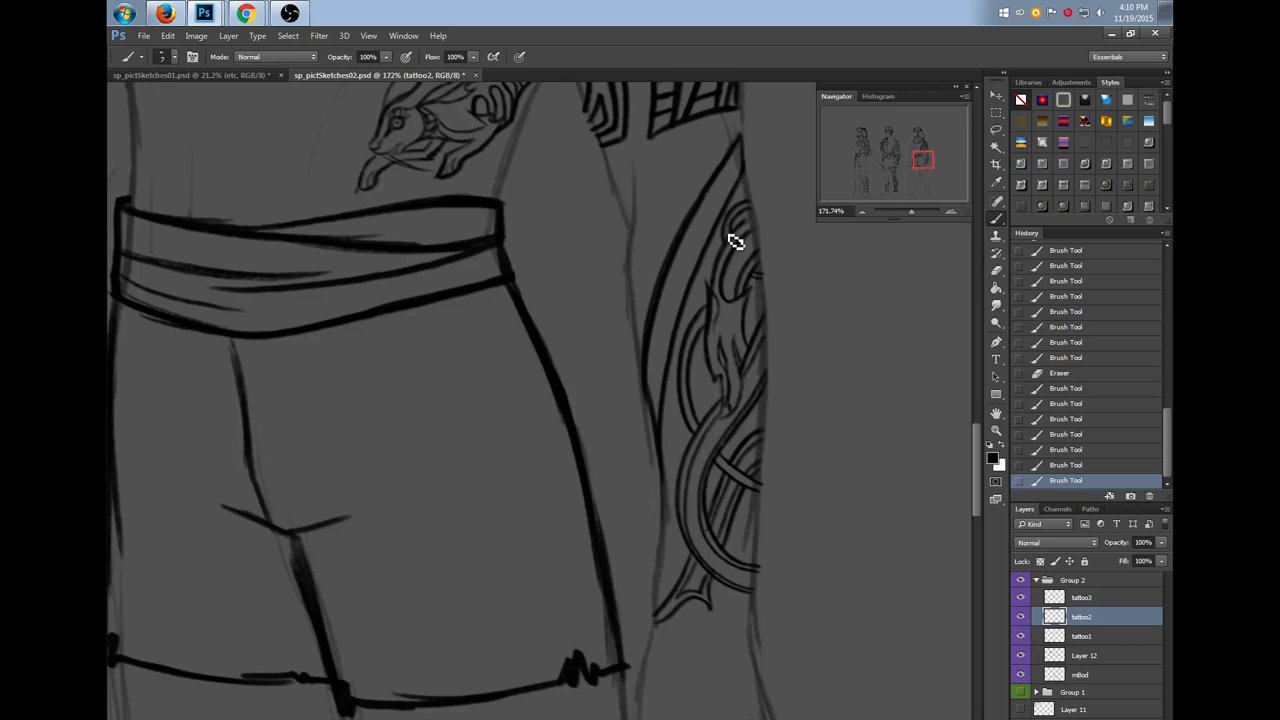 4:10 PM
11/19/2015
Ps File Edit Image Layer Type Select Filter 3D View Window Help
7 Mode: Normal Opacity: 100% Flow: 100% Essentials
sp_pictSketches01.psd @ 21.2% (etc, RGB/8) * × sp_pictSketches02.psd @ 172% (tattoo2, RGB/8) * ×
Libraries Adjustments Styles
Navigator Histogram
171.74%
History
Brush Tool
Brush Tool
Brush Tool
Brush Tool
Brush Tool
Brush Tool
Brush Tool
Brush Tool
Eraser
Brush Tool
Brush Tool
Brush Tool
Brush Tool
Brush Tool
Brush Tool
Brush Tool
Layers Channels Paths
Kind
Normal Opacity: 100%
Lock: Fill: 100%
Group 2
tattoo3
tattoo2
tattoo1
Layer 12
mBod
Group 1
Layer 11